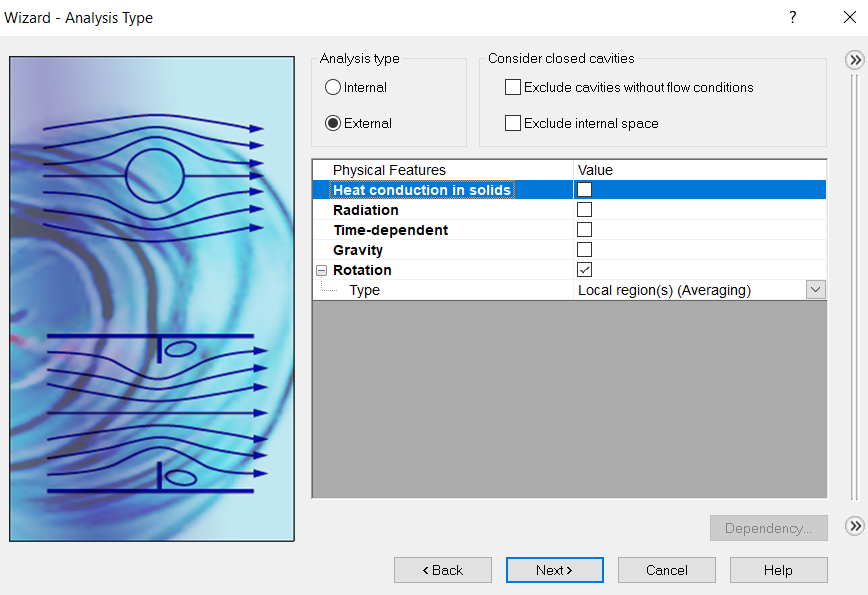 Wizard - Analysis Type
?
Analysis type
Internal
External
Consider closed cavities
Exclude cavities without flow conditions
Exclude internal space
Physical Features Value
Heat conduction in solids
Radiation
Time-dependent
Gravity
Rotation
Type Local region(s) (Averaging)
Dependency...
< Back Next > Cancel Help